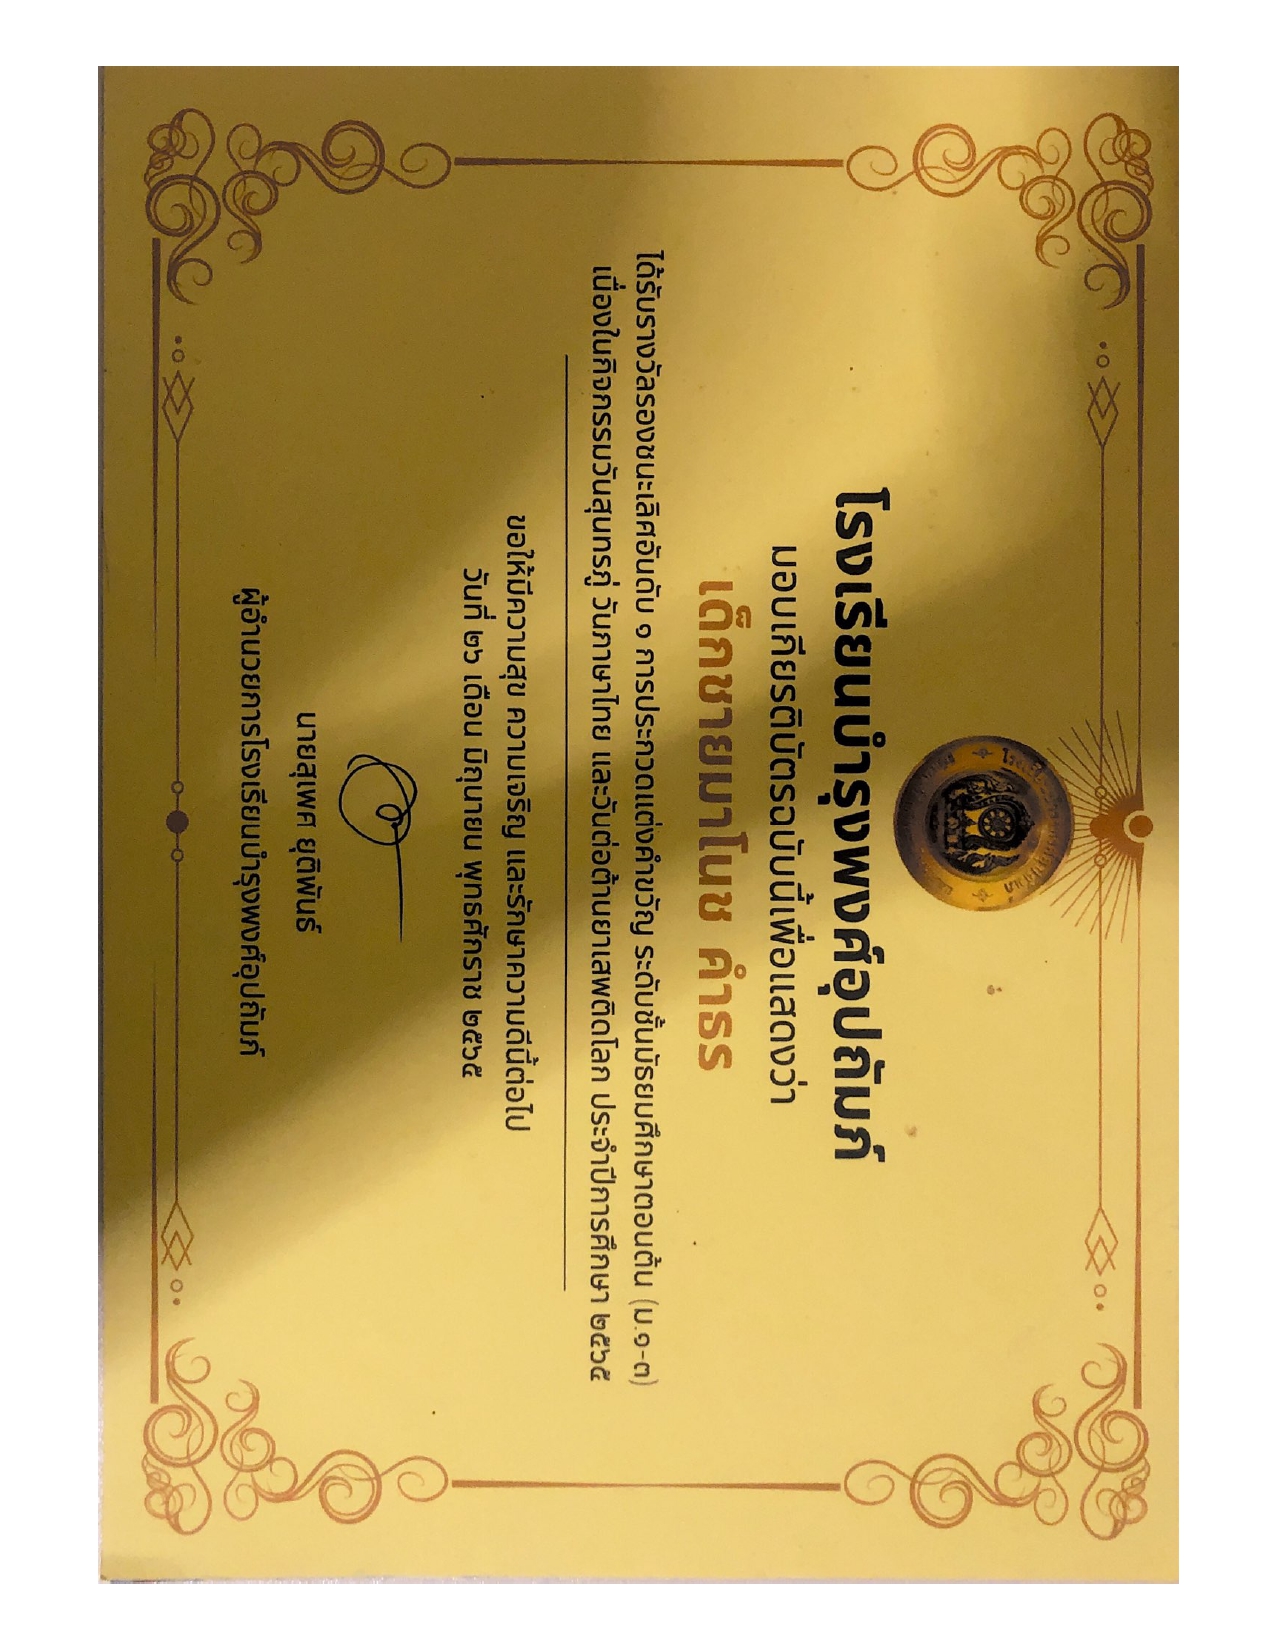 โรงเรียนบำรุงพงศ์อุปถัมภ์
มอบเกียรติบัตรฉบับนี้เพื่อแสดงว่า
เด็กชายมาโนช คำธร
ได้รับรางวัลรองชนะเลิศอันดับ ๑ การประกวดแต่งคำขวัญ ระดับชั้นมัธยมศึกษาตอนต้น (ม.๑-๓)
เนื่องในกิจกรรมวันสุนทรภู่ วันภาษาไทย และวันต่อต้านยาเสพติดโลก ประจำปีการศึกษา ๒๕๖๕
ขอให้มีความสุข ความเจริญ และรักษาความดีนี้ต่อไป
วันที่ ๒๖ เดือน มิถุนายน พุทธศักราช ๒๕๖๕
นายสุเทศ ยุติพันธ์
ผู้อำนวยการโรงเรียนบำรุงพงศ์อุปถัมภ์